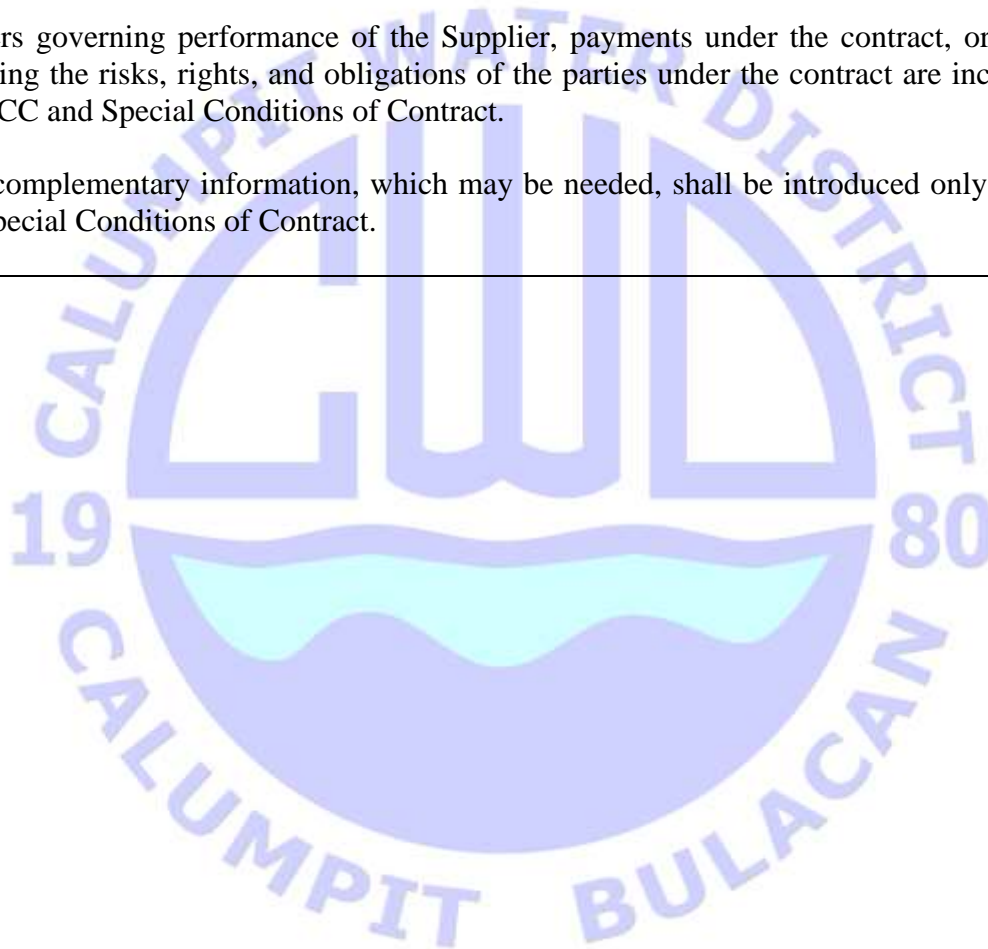 ers governing performance of the Supplier, payments under the contract, or
ing the risks, rights, and obligations of the parties under the contract are inc
CC and Special Conditions of Contract.
complementary information, which may be needed, shall be introduced only
pecial Conditions of Contract.
CALUMPIT WATER DISTRICT
CWD
19 80
CALUMPIT BULACAN